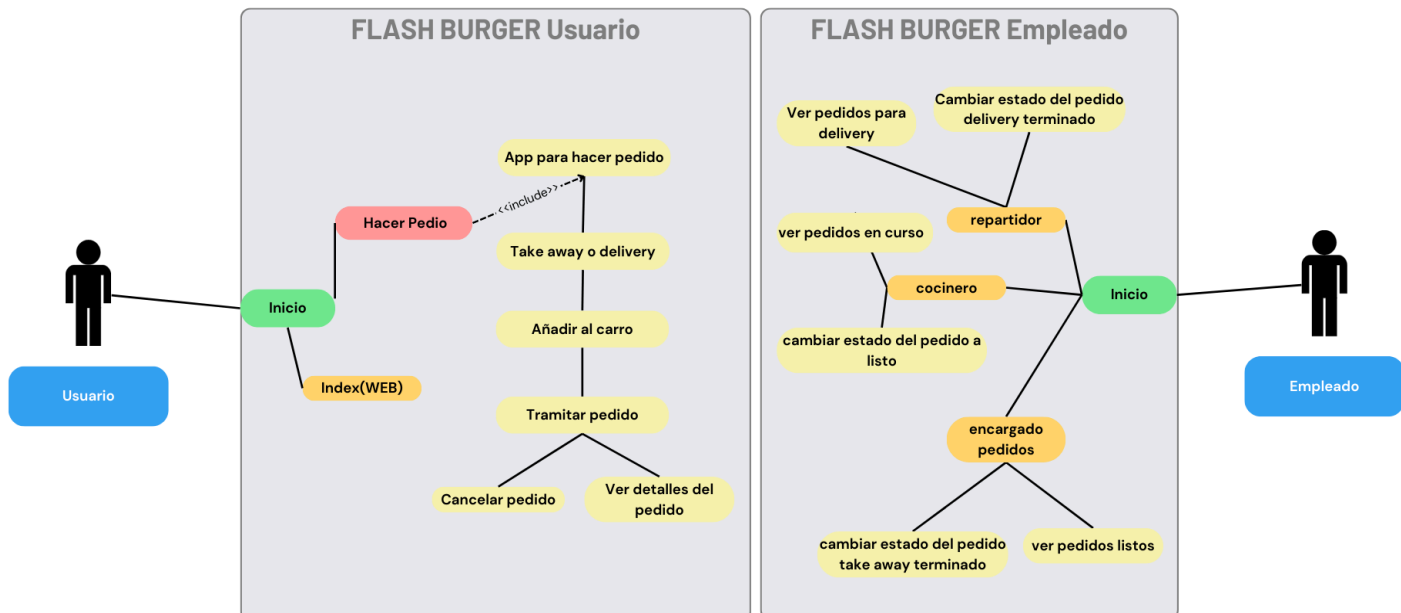 FLASH BURGER Usuario
App para hacer pedido
<<include>>
Hacer Pedio
Take away o delivery
Inicio
Añadir al carro
Index(WEB)
Usuario
Tramitar pedido
Cancelar pedido
Ver detalles del
pedido
FLASH BURGER Empleado
Ver pedidos para
delivery
Cambiar estado del pedido
delivery terminado
repartidor
ver pedidos en curso
cocinero
Inicio
cambiar estado del pedido a
listo
Empleado
encargado
pedidos
cambiar estado del pedido
take away terminado
ver pedidos listos